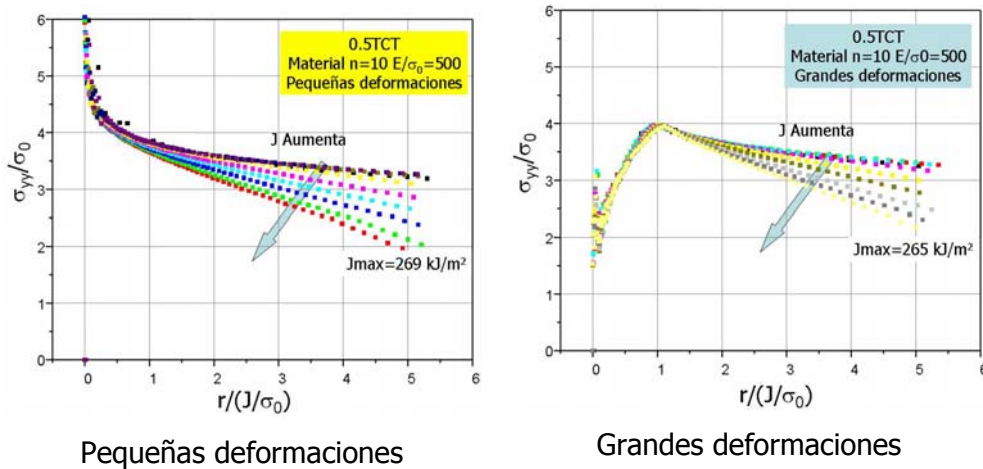 6
5
4
3
2
1
0
σyy/σ0
0.5TCT
Material n=10 E/σ0=500
Pequeñas deformaciones
J Aumenta
Jmax=269 kJ/m²
0 1 2 3 4 5 6
r/(J/σ0)
Pequeñas deformaciones
6
5
4
3
2
1
0
σyy/σ0
0.5TCT
Material n=10 E/σ0=500
Grandes deformaciones
J Aumenta
Jmax=265 kJ/m²
0 1 2 3 4 5 6
r/(J/σ0)
Grandes deformaciones